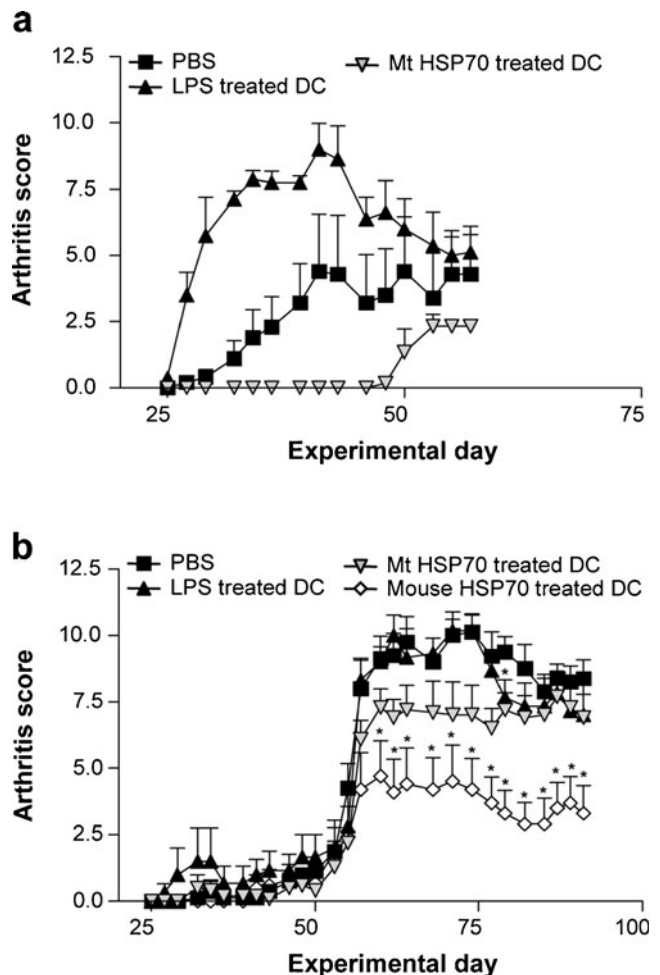 a
PBS
Mt HSP70 treated DC
LPS treated DC
12.5
10.0
7.5
5.0
2.5
0.0
Arthritis score
25
50
75
Experimental day
b
PBS
Mt HSP70 treated DC
LPS treated DC
Mouse HSP70 treated DC
12.5
10.0
7.5
5.0
2.5
0.0
Arthritis score
* * * * * * * * * * * * *
25
50
75
100
Experimental day